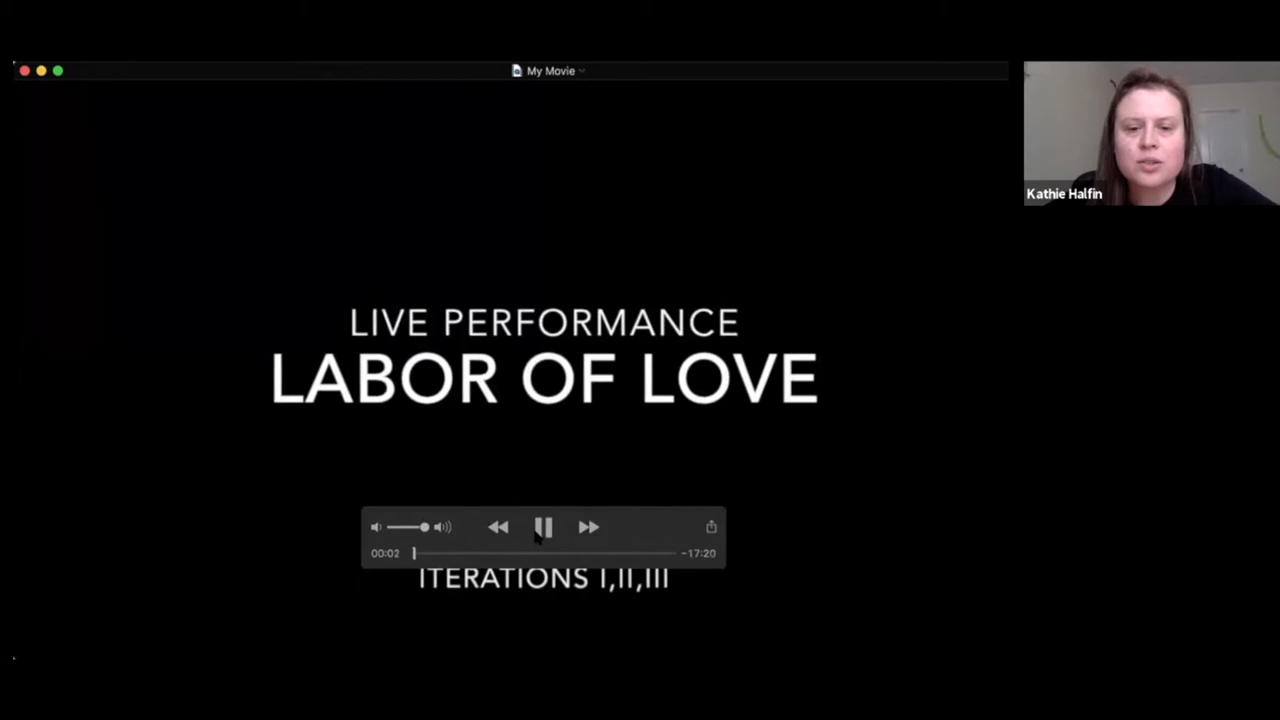 My Movie
Kathie Halfin
LIVE PERFORMANCE
LABOR OF LOVE
00:02
-17:20
ITERATIONS I,II,III